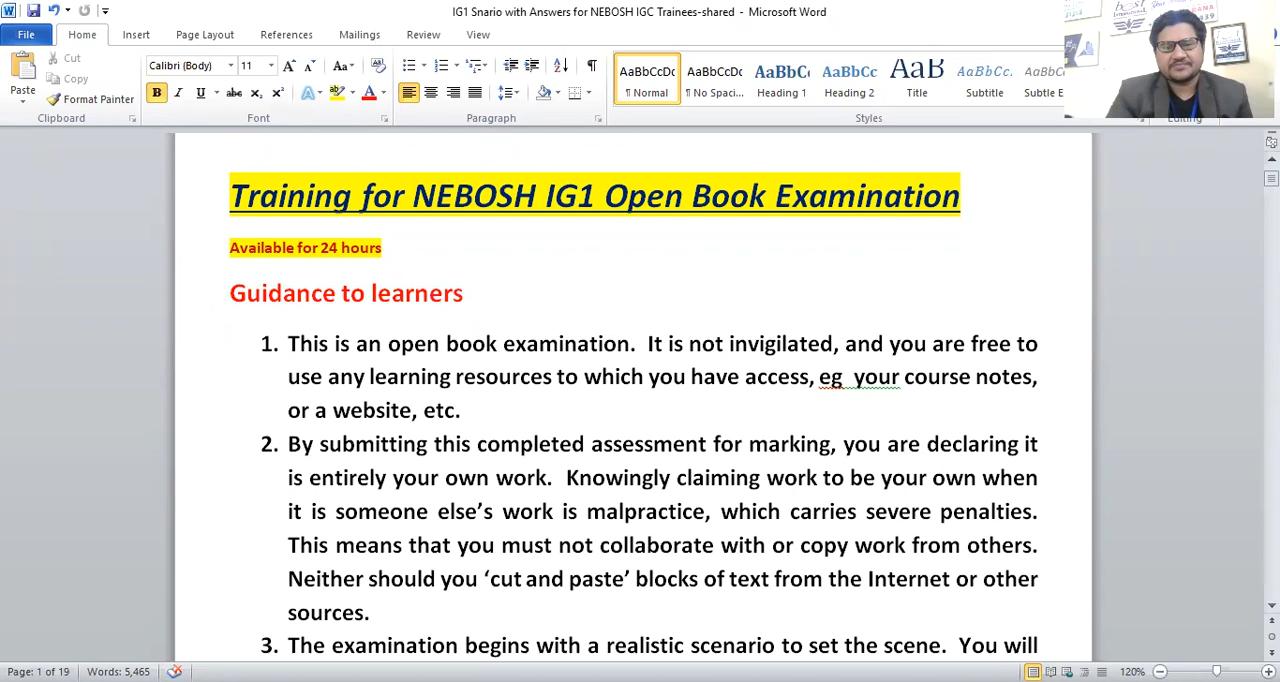 IG1 Snario with Answers for NEBOSH IGC Trainees-shared - Microsoft Word
File Home Insert Page Layout References Mailings Review View
Paste
Cut
Copy
Format Painter
Clipboard
Calibri (Body) 11
Font
Paragraph
AaBbCcDc AaBbCcDc AaBbC AaBbCc AaB AaBbCc. AaBbCc
¶ Normal ¶ No Spaci... Heading 1 Heading 2 Title Subtitle Subtle E
Styles
Editing
Training for NEBOSH IG1 Open Book Examination
Available for 24 hours
Guidance to learners
1. This is an open book examination. It is not invigilated, and you are free to
use any learning resources to which you have access, eg your course notes,
or a website, etc.
2. By submitting this completed assessment for marking, you are declaring it
is entirely your own work. Knowingly claiming work to be your own when
it is someone else’s work is malpractice, which carries severe penalties.
This means that you must not collaborate with or copy work from others.
Neither should you ‘cut and paste’ blocks of text from the Internet or other
sources.
3. The examination begins with a realistic scenario to set the scene. You will
Page: 1 of 19 Words: 5,465 120%